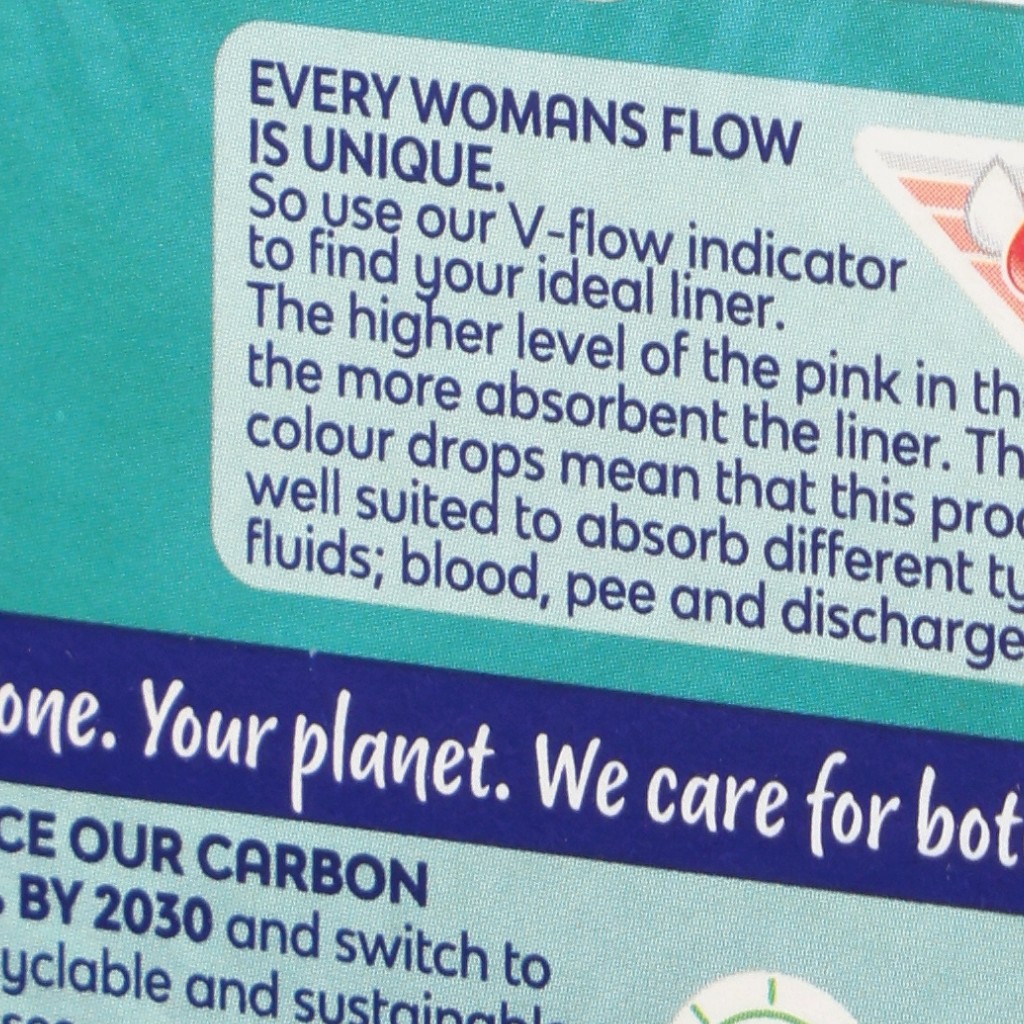 EVERY WOMANS FLOW
IS UNIQUE.
So use our V-flow indicator
to find your ideal liner.
The higher level of the pink in
the more absorbent the liner.
colour drops mean that this
well suited to absorb different
fluids; blood, pee and discharge
one. Your planet. We care for
OUR CARBON
BY 2030 and switch to
and